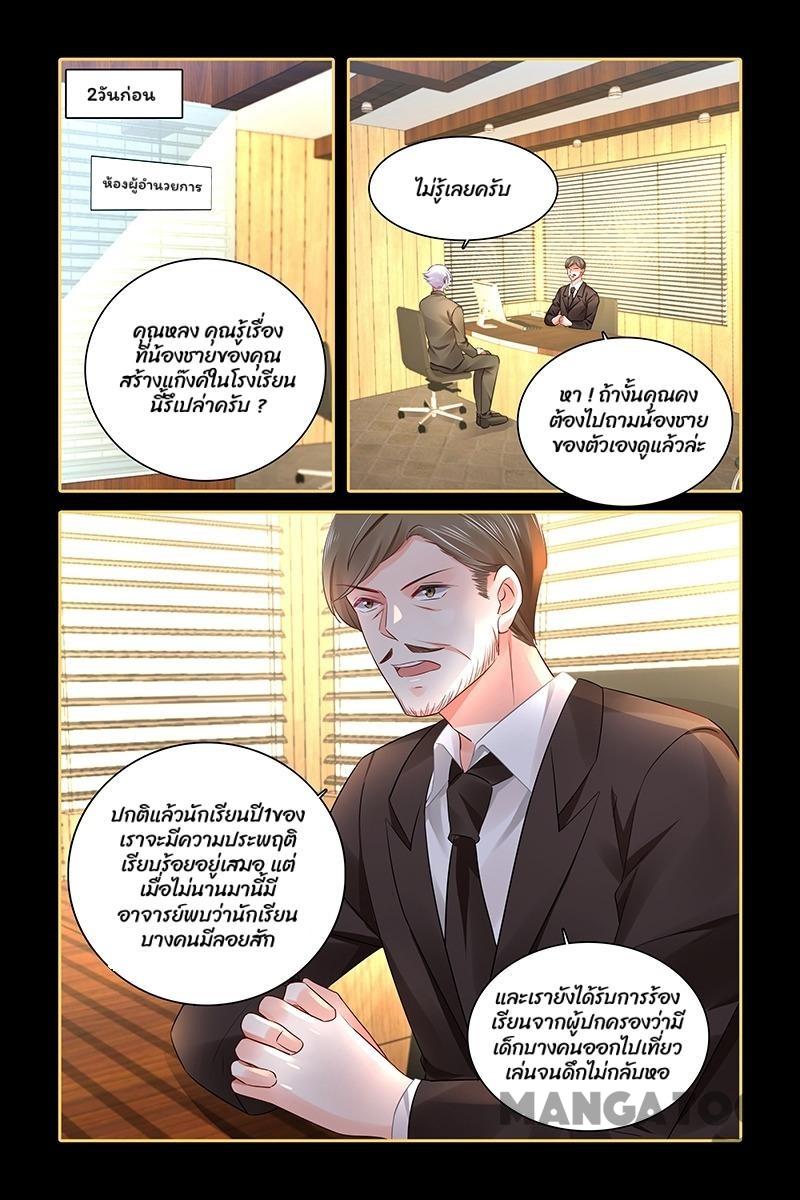 2วันก่อน
ห้องผู้อำนวยการ
คุณหลง คุณรู้เรื่อง
ที่น้องชายของคุณ
สร้างแก๊งค์ในโรงเรียน
นี้รึเปล่าครับ ?
ไม่รู้เลยครับ
หา ! ถ้างั้นคุณคง
ต้องไปถามน้องชาย
ของตัวเองดูแล้วล่ะ
ปกติแล้วนักเรียนปี1ของ
เราจะมีความประพฤติ
เรียบร้อยอยู่เสมอ แต่
เมื่อไม่นานมานี้มี
อาจารย์พบว่านักเรียน
บางคนมีลอยสัก
และเรายังได้รับการร้อง
เรียนจากผู้ปกครองว่ามี
เด็กบางคนออกไปเที่ยว
เล่นจนดึกไม่กลับหอ
MANGATOO